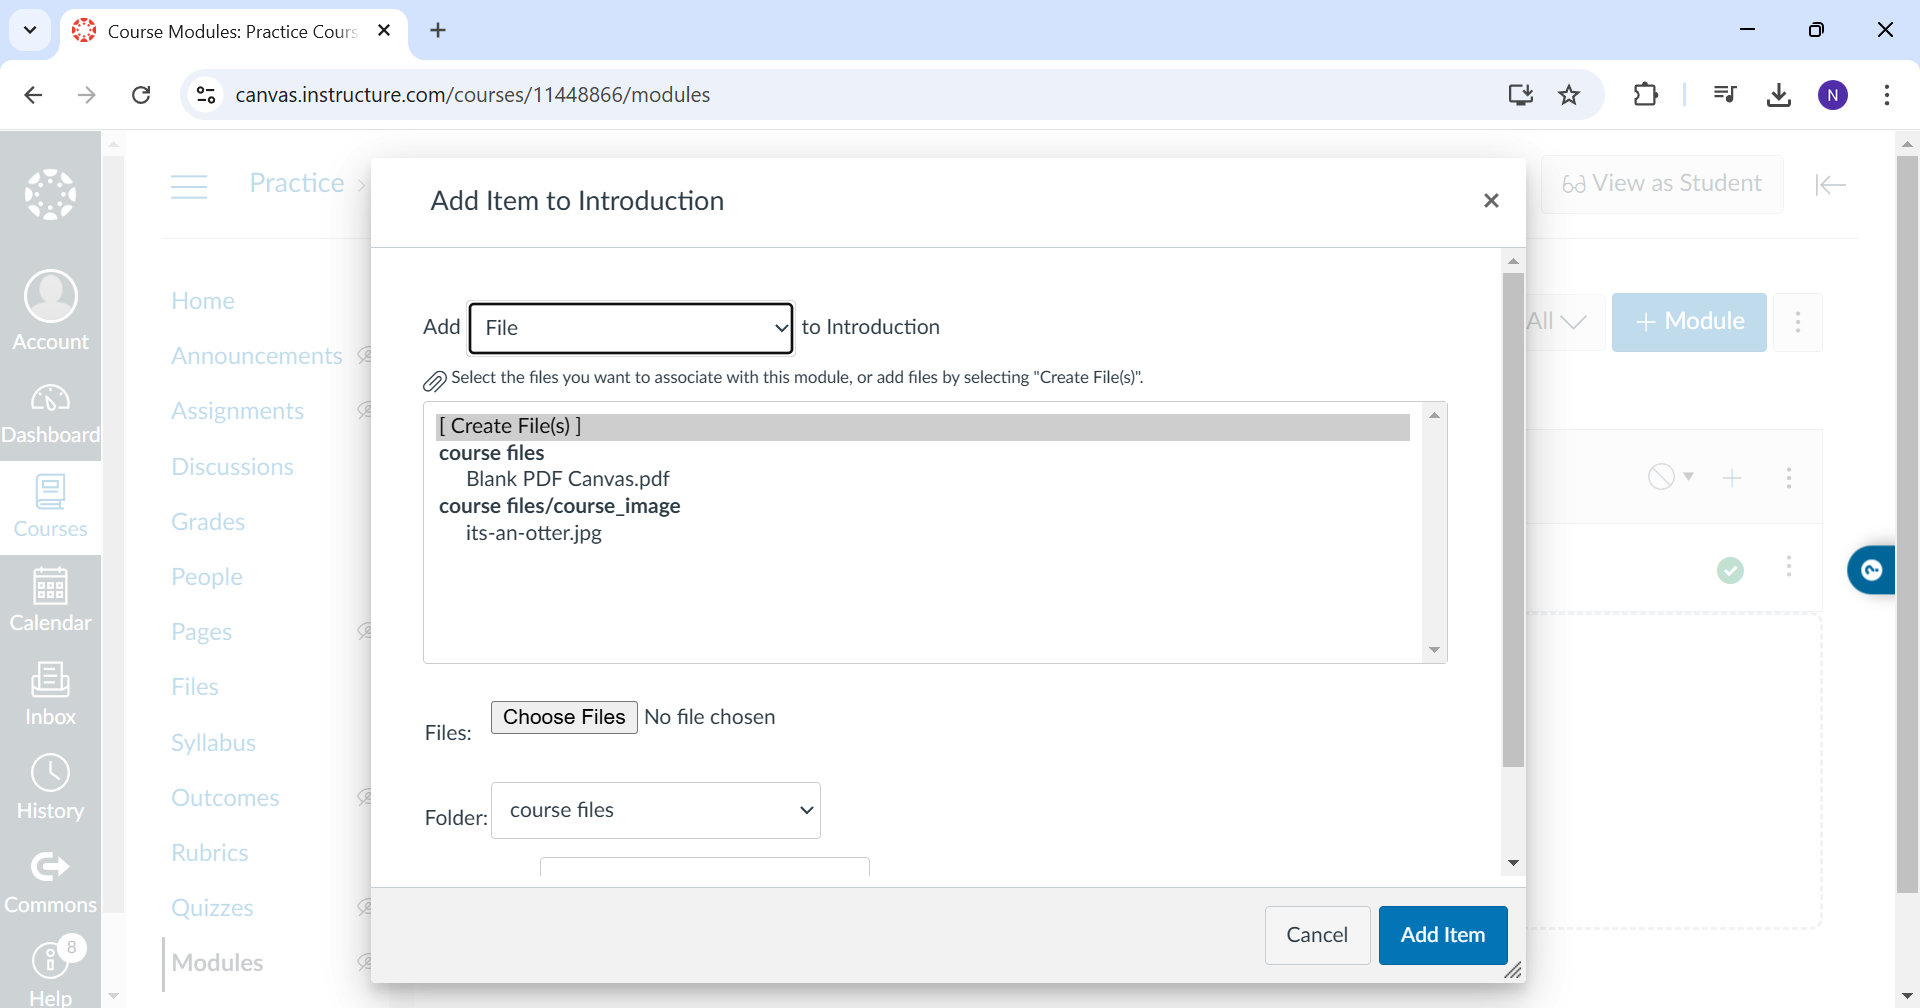 Course Modules: Practice Cours
canvas.instructure.com/courses/11448866/modules
N
Practice
View as Student
Account
Dashboard
Courses
Calendar
Inbox
History
Commons
8
Help
Home
Announcements
Assignments
Discussions
Grades
People
Pages
Files
Syllabus
Outcomes
Rubrics
Quizzes
Modules
All
+ Module
Add Item to Introduction
Add File to Introduction
Select the files you want to associate with this module, or add files by selecting "Create File(s)".
[ Create File(s) ]
course files
Blank PDF Canvas.pdf
course files/course_image
its-an-otter.jpg
Files: Choose Files No file chosen
Folder: course files
Cancel
Add Item